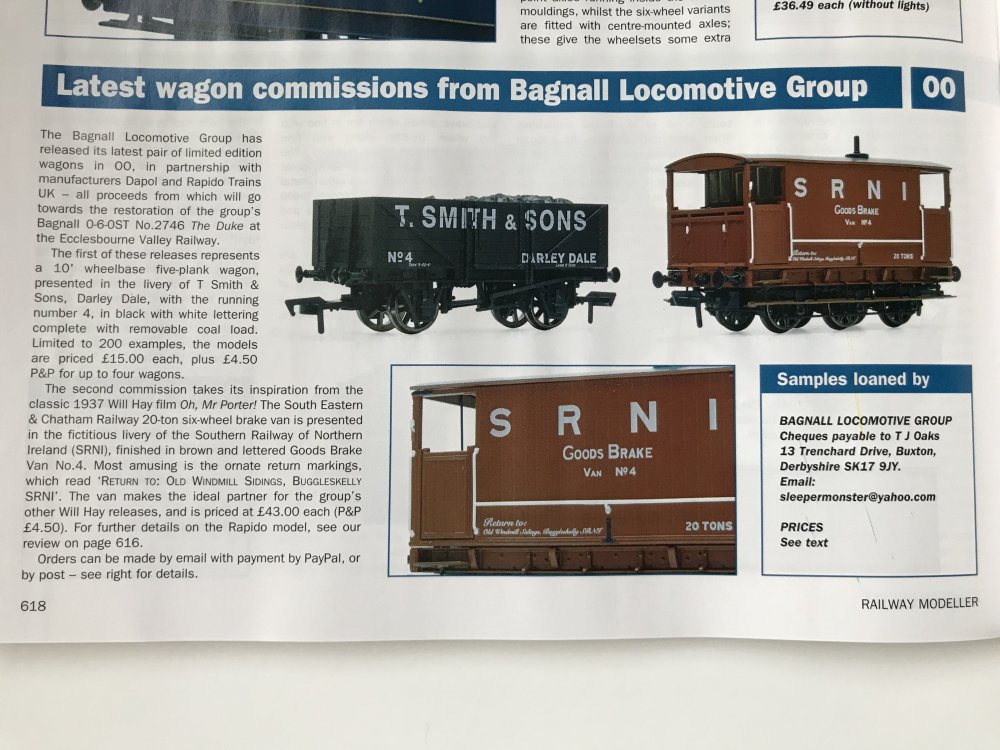 mouldings, whilst the six-wheel variants
are fitted with centre-mounted axles;
these give the wheelsets some extra
£36.49 each (without lights)
Latest wagon commissions from Bagnall Locomotive Group
OO
The Bagnall Locomotive Group has
released its latest pair of limited edition
wagons in OO, in partnership with
manufacturers Dapol and Rapido Trains
UK – all proceeds from which will go
towards the restoration of the group's
Bagnall 0-6-0ST No.2746 The Duke at
the Ecclesbourne Valley Railway.
The first of these releases represents
a 10' wheelbase five-plank wagon,
presented in the livery of T Smith &
Sons, Darley Dale, with the running
number 4, in black with white lettering
complete with removable coal load.
Limited to 200 examples, the models
are priced £15.00 each, plus £4.50
P&P for up to four wagons.
The second commission takes its inspiration from the
classic 1937 Will Hay film Oh, Mr Porter! The South Eastern
& Chatham Railway 20-ton six-wheel brake van is presented
in the fictitious livery of the Southern Railway of Northern
Ireland (SRNI), finished in brown and lettered Goods Brake
Van No.4. Most amusing is the ornate return markings,
which read 'RETURN TO: OLD WINDMILL SIDINGS, BUGGLESKELLY
SRNI'. The van makes the ideal partner for the group's
other Will Hay releases, and is priced at £43.00 each (P&P
£4.50). For further details on the Rapido model, see our
review on page 616.
Orders can be made by email with payment by PayPal, or
by post – see right for details.
T. SMITH & SONS
Nº4
DARLEY DALE
S R N I
GOODS BRAKE
VAN Nº4
Return to:
Old Windmill Sidings, Buggleskelly SRNI
20 TONS
S R N I
GOODS BRAKE
VAN Nº4
Return to:
Old Windmill Sidings, Buggleskelly SRNI
20 TONS
Samples loaned by
BAGNALL LOCOMOTIVE GROUP
Cheques payable to T J Oaks
13 Trenchard Drive, Buxton,
Derbyshire SK17 9JY.
Email:
sleepermonster@yahoo.com
PRICES
See text
618
RAILWAY MODELLER